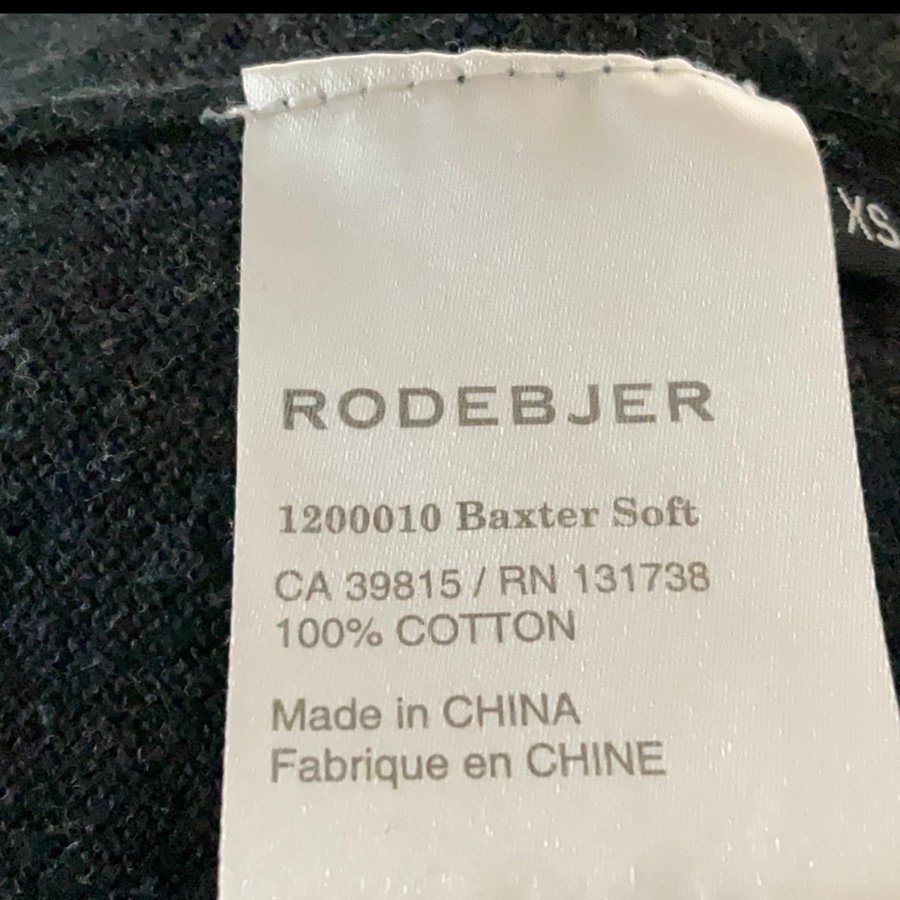 XS
RODEBJER
1200010 Baxter Soft
CA 39815 / RN 131738
100% COTTON
Made in CHINA
Fabrique en CHINE